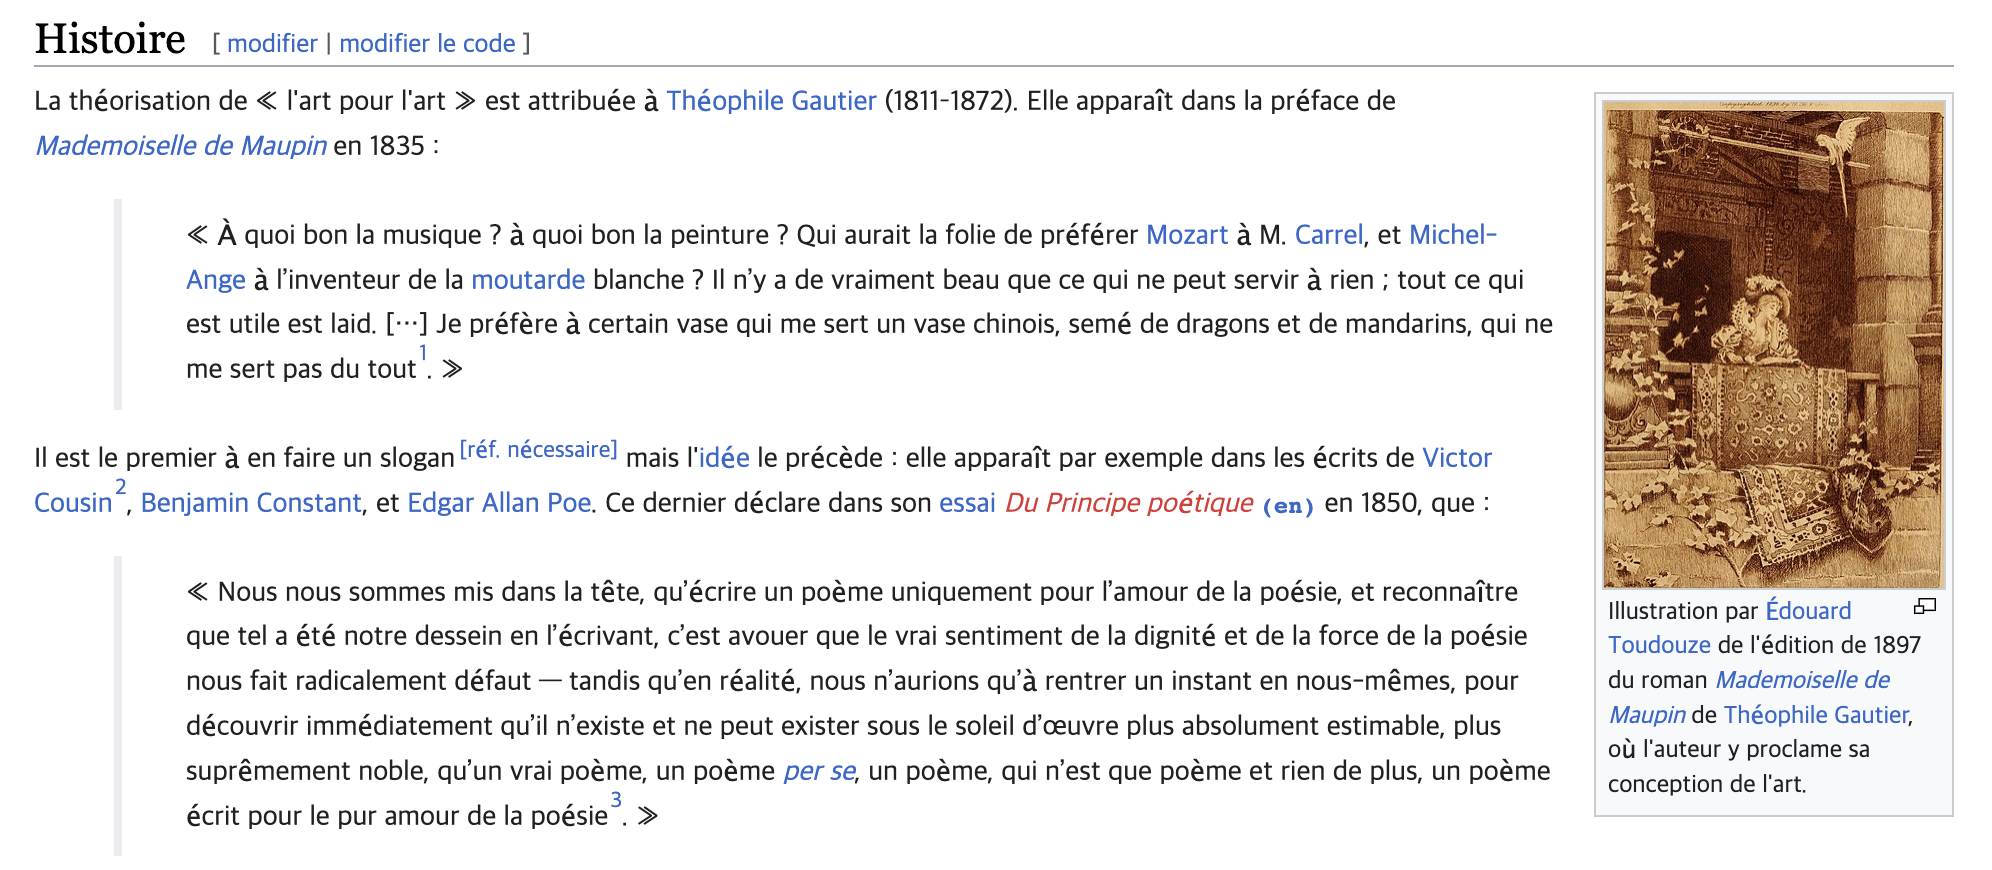 Histoire [ modifier | modifier le code ]
La théorisation de « l'art pour l'art » est attribuée à Théophile Gautier (1811-1872). Elle apparaît dans la préface de
Mademoiselle de Maupin en 1835 :
« À quoi bon la musique ? à quoi bon la peinture ? Qui aurait la folie de préférer Mozart à M. Carrel, et Michel-
Ange à l’inventeur de la moutarde blanche ? Il n’y a de vraiment beau que ce qui ne peut servir à rien ; tout ce qui
est utile est laid. […] Je préfère à certain vase qui me sert un vase chinois, semé de dragons et de mandarins, qui ne
me sert pas du tout1. »
Il est le premier à en faire un slogan[réf. nécessaire] mais l'idée le précède : elle apparaît par exemple dans les écrits de Victor
Cousin2, Benjamin Constant, et Edgar Allan Poe. Ce dernier déclare dans son essai Du Principe poétique (en) en 1850, que :
« Nous nous sommes mis dans la tête, qu’écrire un poème uniquement pour l’amour de la poésie, et reconnaître
que tel a été notre dessein en l’écrivant, c’est avouer que le vrai sentiment de la dignité et de la force de la poésie
nous fait radicalement défaut — tandis qu’en réalité, nous n’aurions qu’à rentrer un instant en nous-mêmes, pour
découvrir immédiatement qu’il n’existe et ne peut exister sous le soleil d’œuvre plus absolument estimable, plus
suprêmement noble, qu’un vrai poème, un poème per se, un poème, qui n’est que poème et rien de plus, un poème
écrit pour le pur amour de la poésie3. »
Illustration par Édouard
Toudouze de l'édition de 1897
du roman Mademoiselle de
Maupin de Théophile Gautier,
où l'auteur y proclame sa
conception de l'art.